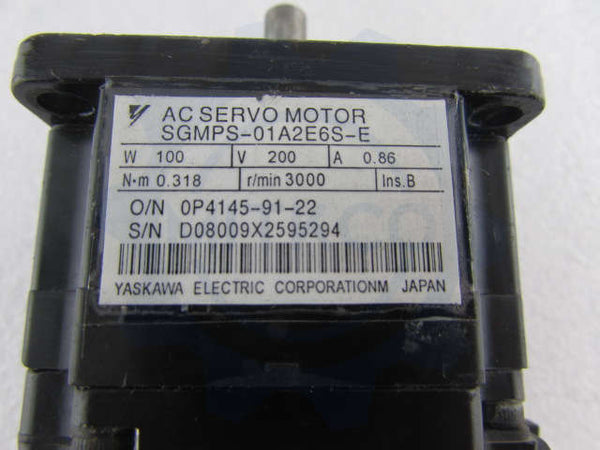 AC SERVO MOTOR
SGMPS-01A2E6S-E
W 100 V 200 A 0.86
N·m 0.318 r/min 3000 Ins.B
O/N 0P4145-91-22
S/N D08009X2595294
YASKAWA ELECTRIC CORPORATIONM JAPAN